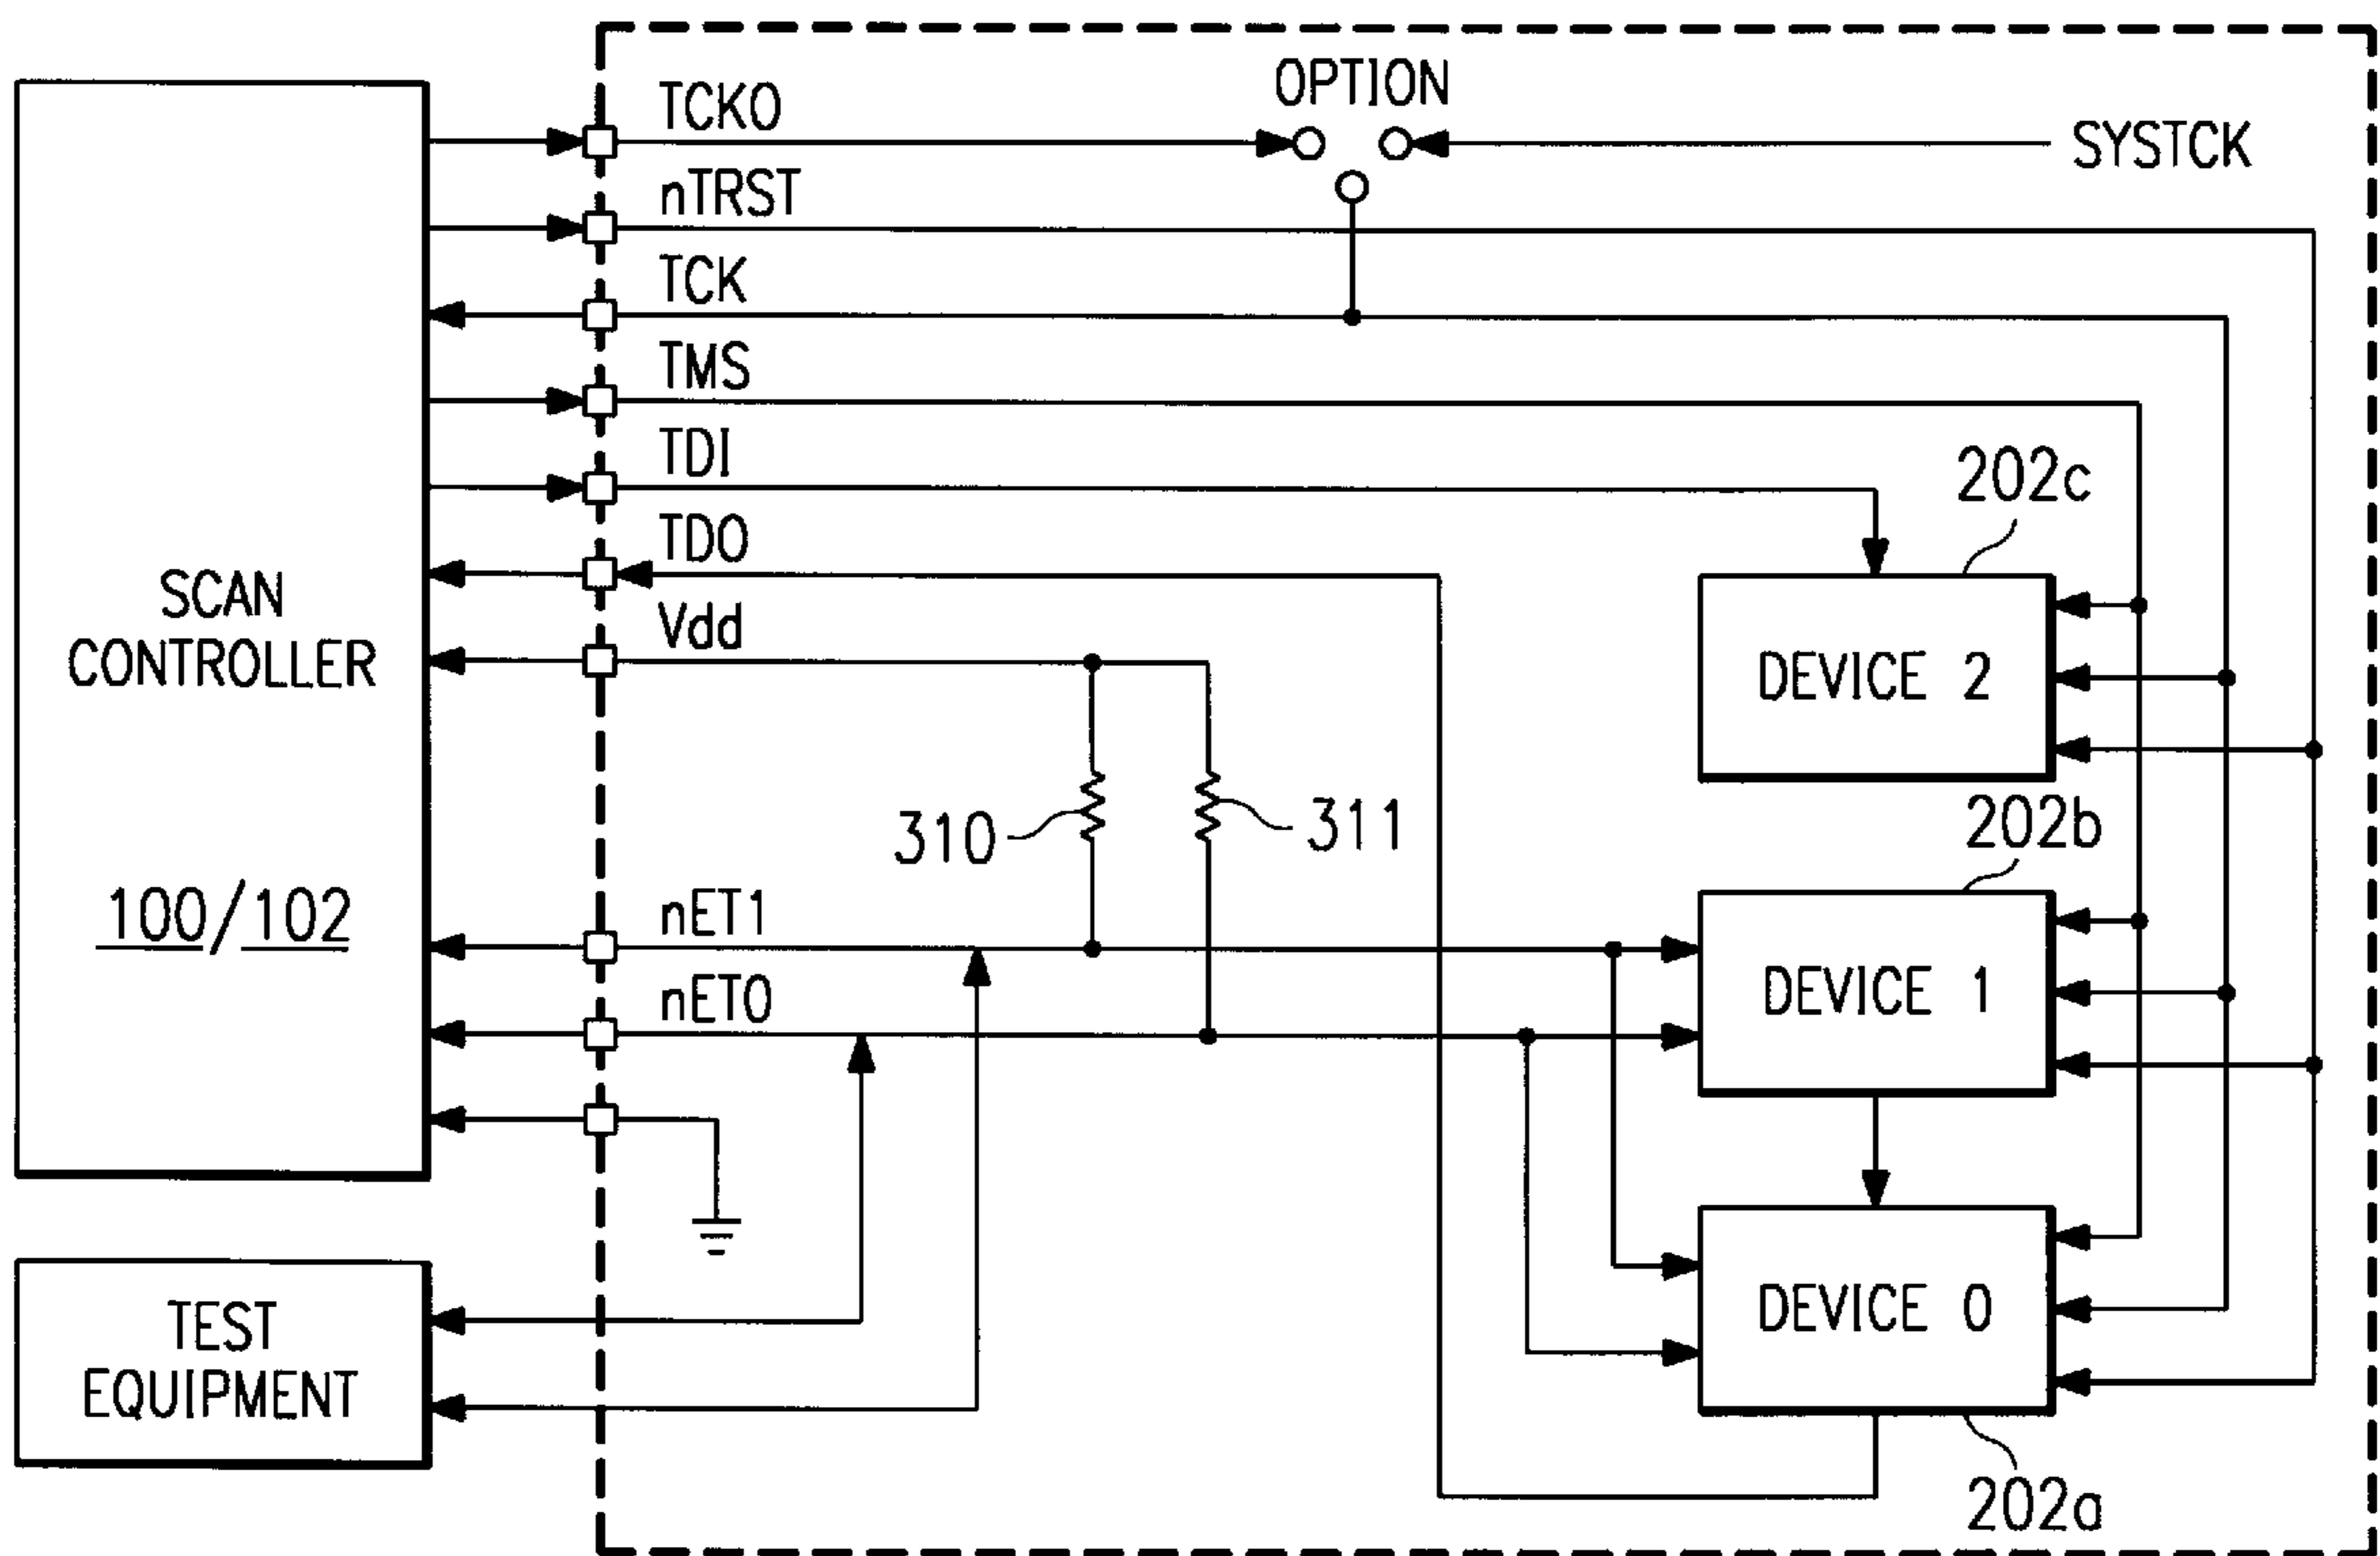 TCKO
OPTION
SYSTCK
nTRST
TCK
TMS
TDI
202c
TDO
SCAN
CONTROLLER
Vdd
DEVICE 2
310
311
202b
100/102
nET1
DEVICE 1
nET0
TEST
EQUIPMENT
DEVICE 0
202a